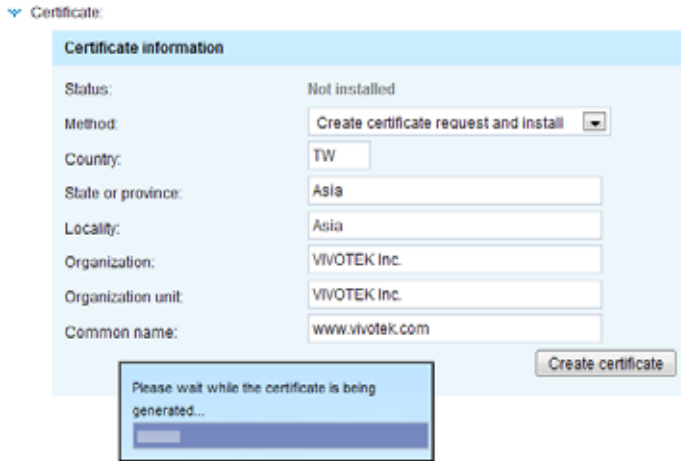 Certificate:
Certificate information
Status: Not installed
Method: Create certificate request and install
Country: TW
State or province: Asia
Locality: Asia
Organization: VIVOTEK Inc.
Organization unit: VIVOTEK Inc.
Common name: www.vivotek.com
Create certificate
Please wait while the certificate is being
generated...